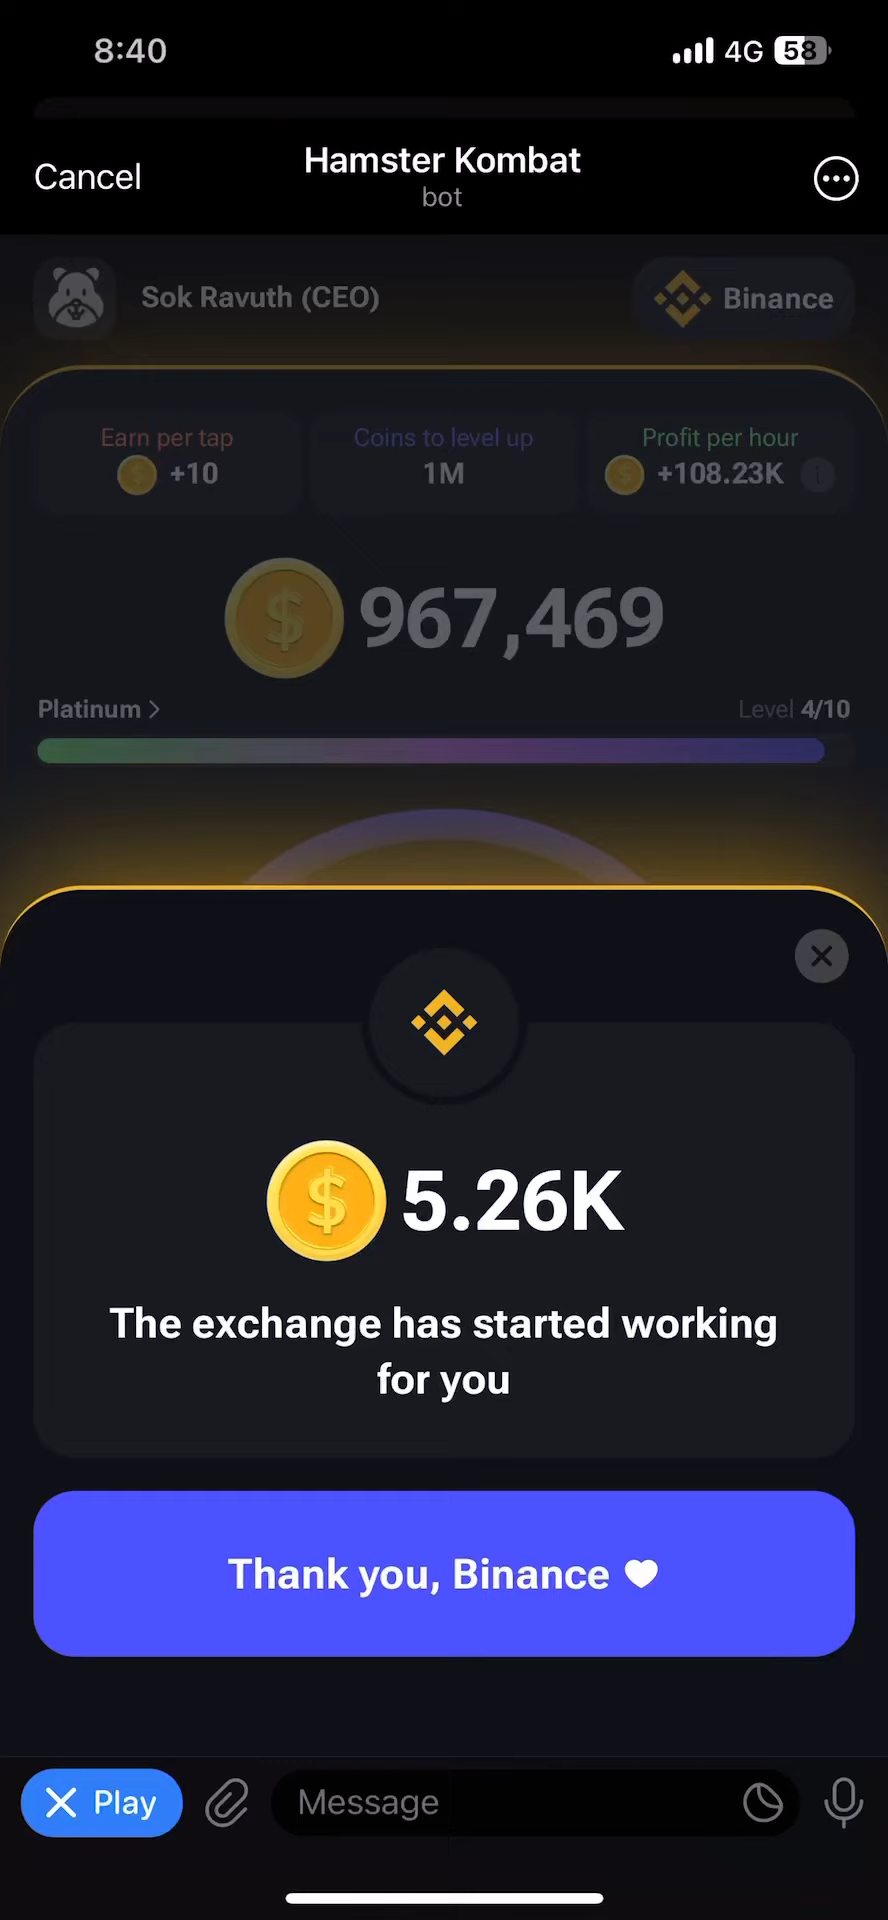 8:40
4G 58
Cancel
Hamster Kombat
bot
Sok Ravuth (CEO)
Binance
Earn per tap
+10
Coins to level up
1M
Profit per hour
+108.23K
967,469
Platinum >
Level 4/10
5.26K
The exchange has started working
for you
Thank you, Binance 🤍
Play
Message